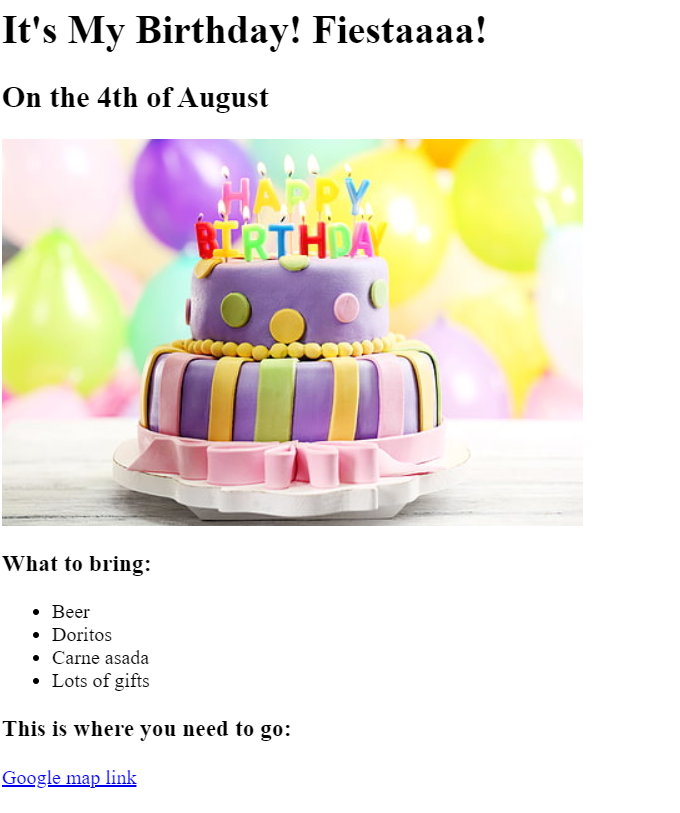 It's My Birthday! Fiestaaaa!
On the 4th of August
HAPPY
BIRTHDAY
What to bring:
Beer
Doritos
Carne asada
Lots of gifts
This is where you need to go:
Google map link